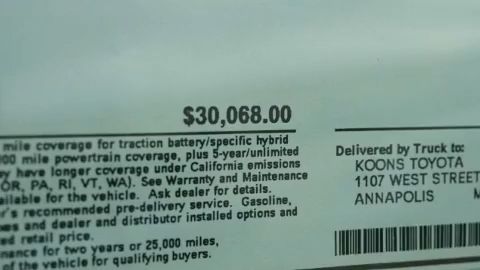 $30,068.00
mile coverage for traction battery/specific hybrid
00 mile powertrain coverage, plus 5-year/unlimited
have longer coverage under California emissions
OR, PA, RI, VT, WA). See Warranty and Maintenance
for the vehicle. Ask dealer for details.
recommended pre-delivery service. Gasoline,
and dealer and distributor installed options and
retail price.
for two years or 25,000 miles,
of the vehicle for qualifying buyers.
Delivered by Truck to:
KOONS TOYOTA
1107 WEST STREET
ANNAPOLIS M